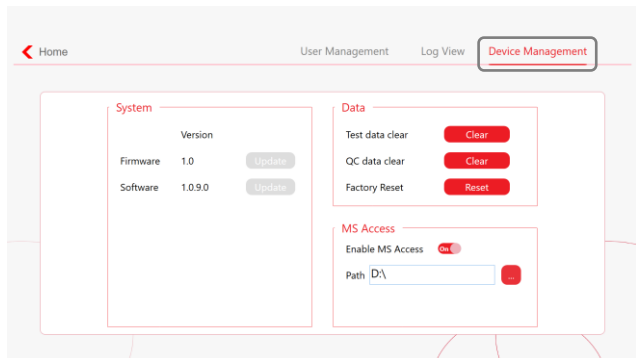 Home User Management Log View Device Management
System
Version
Firmware 1.0 Update
Software 1.0.9.0 Update
Data
Test data clear Clear
QC data clear Clear
Factory Reset Reset
MS Access
Enable MS Access On
Path D:\ ...